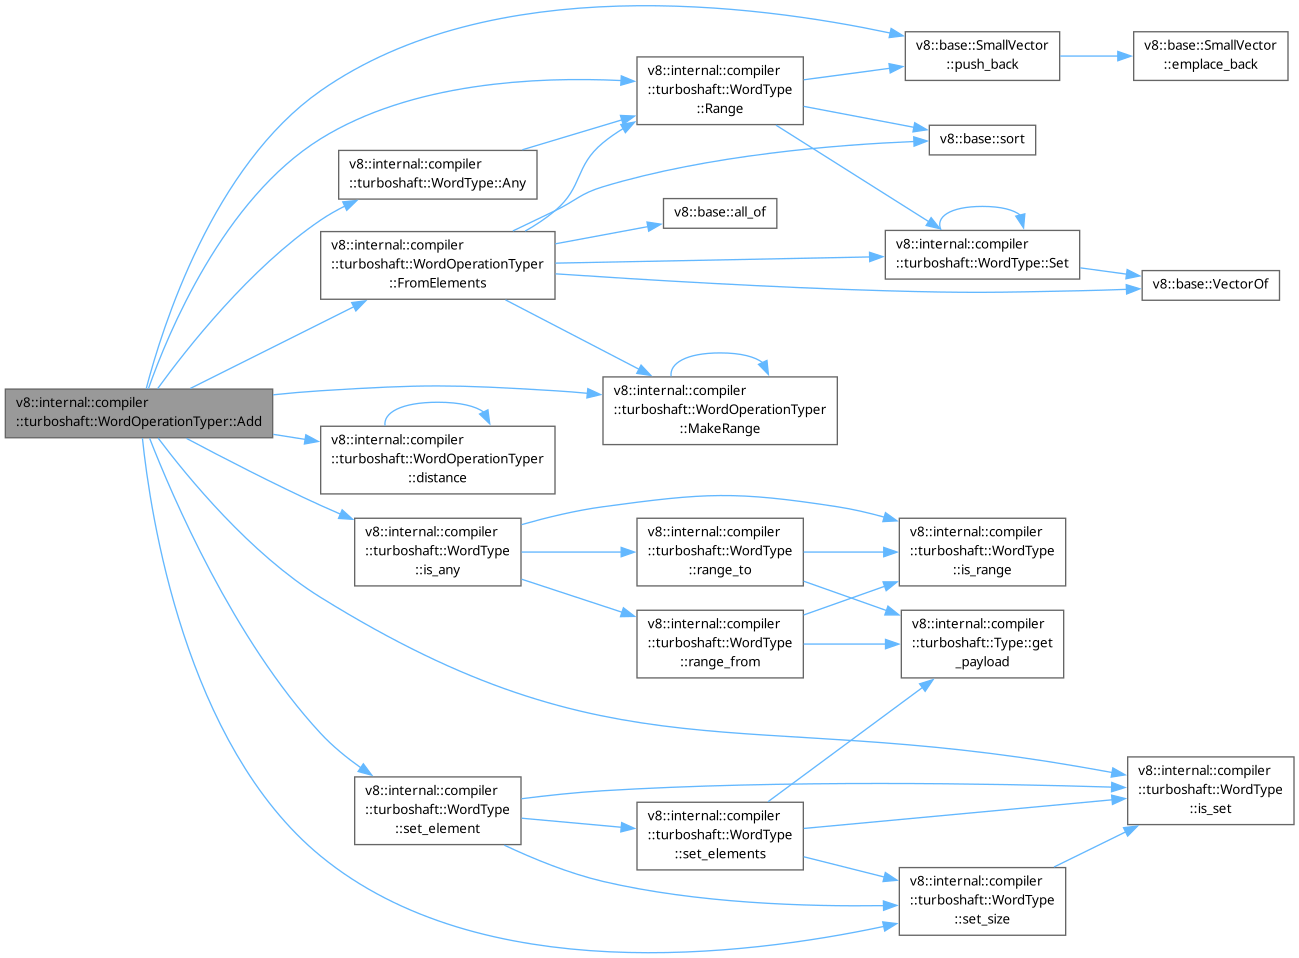 v8::internal::compiler
::turboshaft::WordOperationTyper::Add
v8::internal::compiler
::turboshaft::WordType::Any
v8::internal::compiler
::turboshaft::WordOperationTyper
::FromElements
v8::internal::compiler
::turboshaft::WordOperationTyper
::distance
v8::internal::compiler
::turboshaft::WordType
::is_any
v8::internal::compiler
::turboshaft::WordType
::set_element
v8::internal::compiler
::turboshaft::WordType
::Range
v8::base::all_of
v8::internal::compiler
::turboshaft::WordOperationTyper
::MakeRange
v8::internal::compiler
::turboshaft::WordType
::range_to
v8::internal::compiler
::turboshaft::WordType
::range_from
v8::internal::compiler
::turboshaft::WordType
::set_elements
v8::base::SmallVector
::push_back
v8::base::sort
v8::internal::compiler
::turboshaft::WordType::Set
v8::internal::compiler
::turboshaft::WordType
::is_range
v8::internal::compiler
::turboshaft::Type::get
_payload
v8::internal::compiler
::turboshaft::WordType
::set_size
v8::base::SmallVector
::emplace_back
v8::base::VectorOf
v8::internal::compiler
::turboshaft::WordType
::is_set